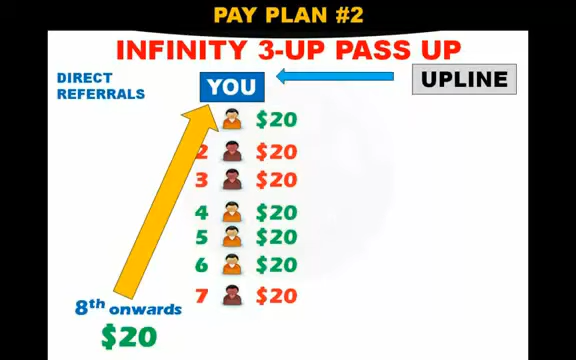 PAY PLAN #2
INFINITY 3-UP PASS UP
DIRECT
REFERRALS
YOU
UPLINE
$20
2 $20
3 $20
4 $20
5 $20
6 $20
7 $20
8th onwards
$20